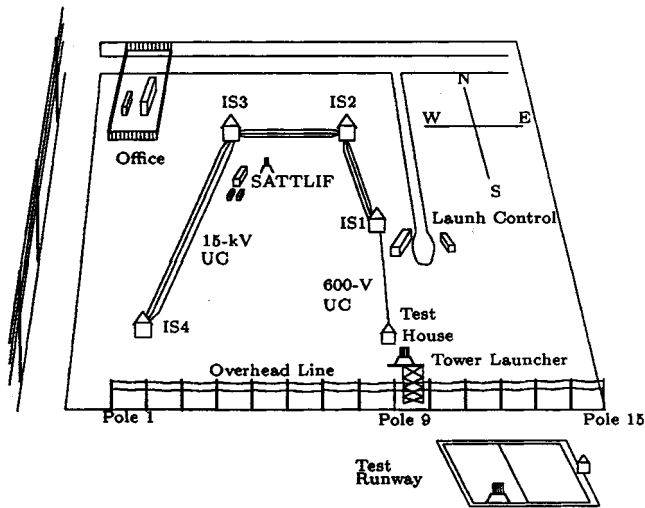 N
IS3
IS2
W
E
Office
S
SATTLIF
IS1
Launh Control
15-kV
UC
600-V
UC
IS4
Test
House
Overhead Line
Tower Launcher
Pole 1
Pole 9
Pole 15
Test
Runway